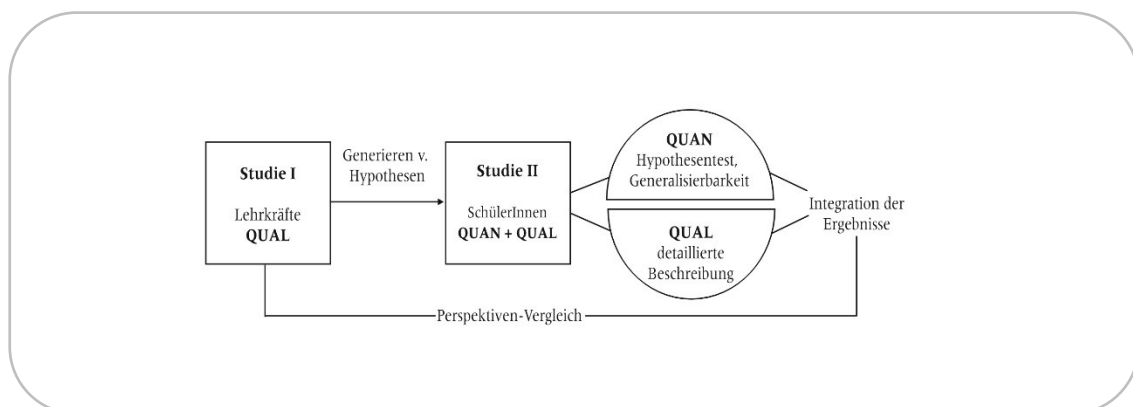 Studie I
Lehrkräfte
QUAL
Generieren v.
Hypothesen
Studie II
SchülerInnen
QUAN + QUAL
QUAN
Hypothesentest,
Generalisierbarkeit
QUAL
detaillierte
Beschreibung
Integration der
Ergebnisse
Perspektiven-Vergleich